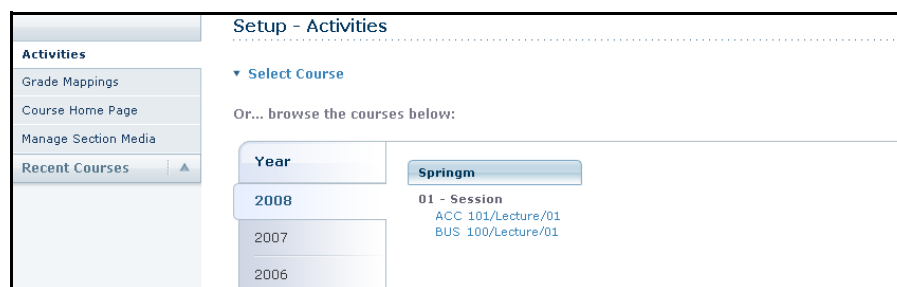 Setup - Activities
Activities
Grade Mappings
Course Home Page
Manage Section Media
Recent Courses
Select Course
Or... browse the courses below:
Year
2008
2007
2006
Springm
01 - Session
ACC 101/Lecture/01
BUS 100/Lecture/01